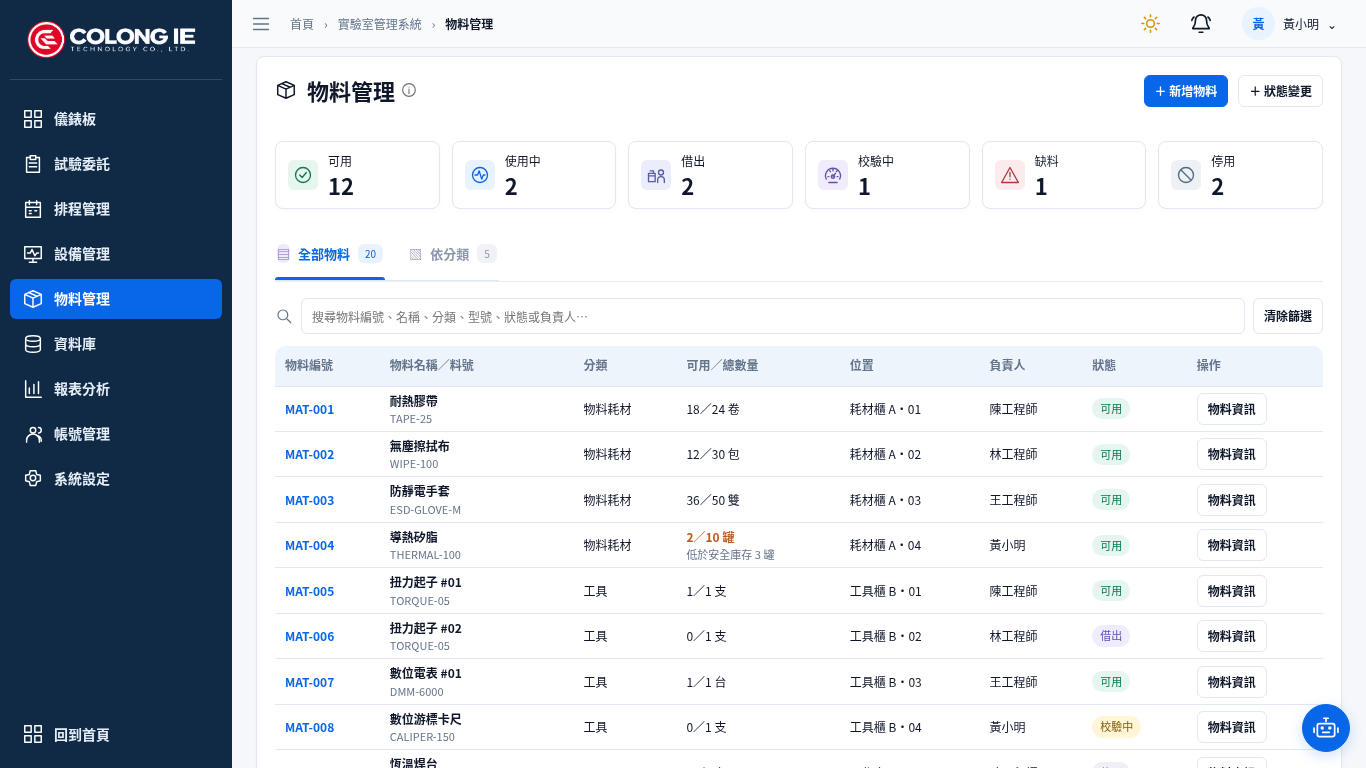 COLONG IE
TECHNOLOGY CO., LTD.
儀錶板
試驗委託
排程管理
設備管理
物料管理
資料庫
報表分析
帳號管理
系統設定
回到首頁
首頁 › 實驗室管理系統 › 物料管理
黃 黃小明
物料管理
+ 新增物料
+ 狀態變更
可用
12
使用中
2
借出
2
校驗中
1
缺料
1
停用
2
全部物料 20
依分類 5
搜尋物料編號、名稱、分類、型號、狀態或負責人…
清除篩選
物料編號 物料名稱／料號 分類 可用／總數量 位置 負責人 狀態 操作
MAT-001 耐熱膠帶 物料耗材 18／24 卷 耗材櫃 A・01 陳工程師 可用 物料資訊
TAPE-25
MAT-002 無塵擦拭布 物料耗材 12／30 包 耗材櫃 A・02 林工程師 可用 物料資訊
WIPE-100
MAT-003 防靜電手套 物料耗材 36／50 雙 耗材櫃 A・03 王工程師 可用 物料資訊
ESD-GLOVE-M
MAT-004 導熱矽脂 物料耗材 2／10 罐 耗材櫃 A・04 黃小明 可用 物料資訊
THERMAL-100 低於安全庫存 3 罐
MAT-005 扭力起子 #01 工具 1／1 支 工具櫃 B・01 陳工程師 可用 物料資訊
TORQUE-05
MAT-006 扭力起子 #02 工具 0／1 支 工具櫃 B・02 林工程師 借出 物料資訊
TORQUE-05
MAT-007 數位電表 #01 工具 1／1 台 工具櫃 B・03 王工程師 可用 物料資訊
DMM-6000
MAT-008 數位游標卡尺 工具 0／1 支 工具櫃 B・04 黃小明 校驗中 物料資訊
CALIPER-150
恆溫焊台